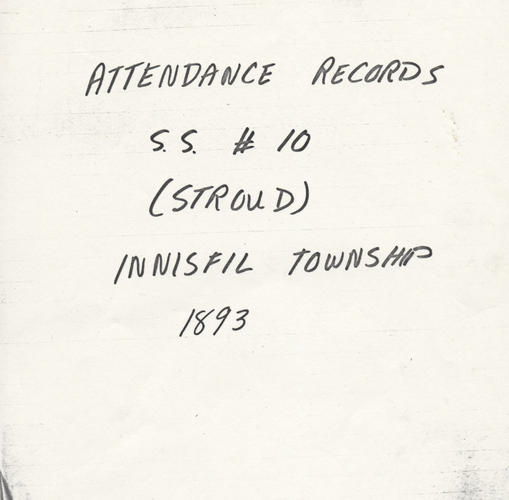 ATTENDANCE RECORDS
S.S. # 10
(STROUD)
INNISFIL TOWNSHIP
1893